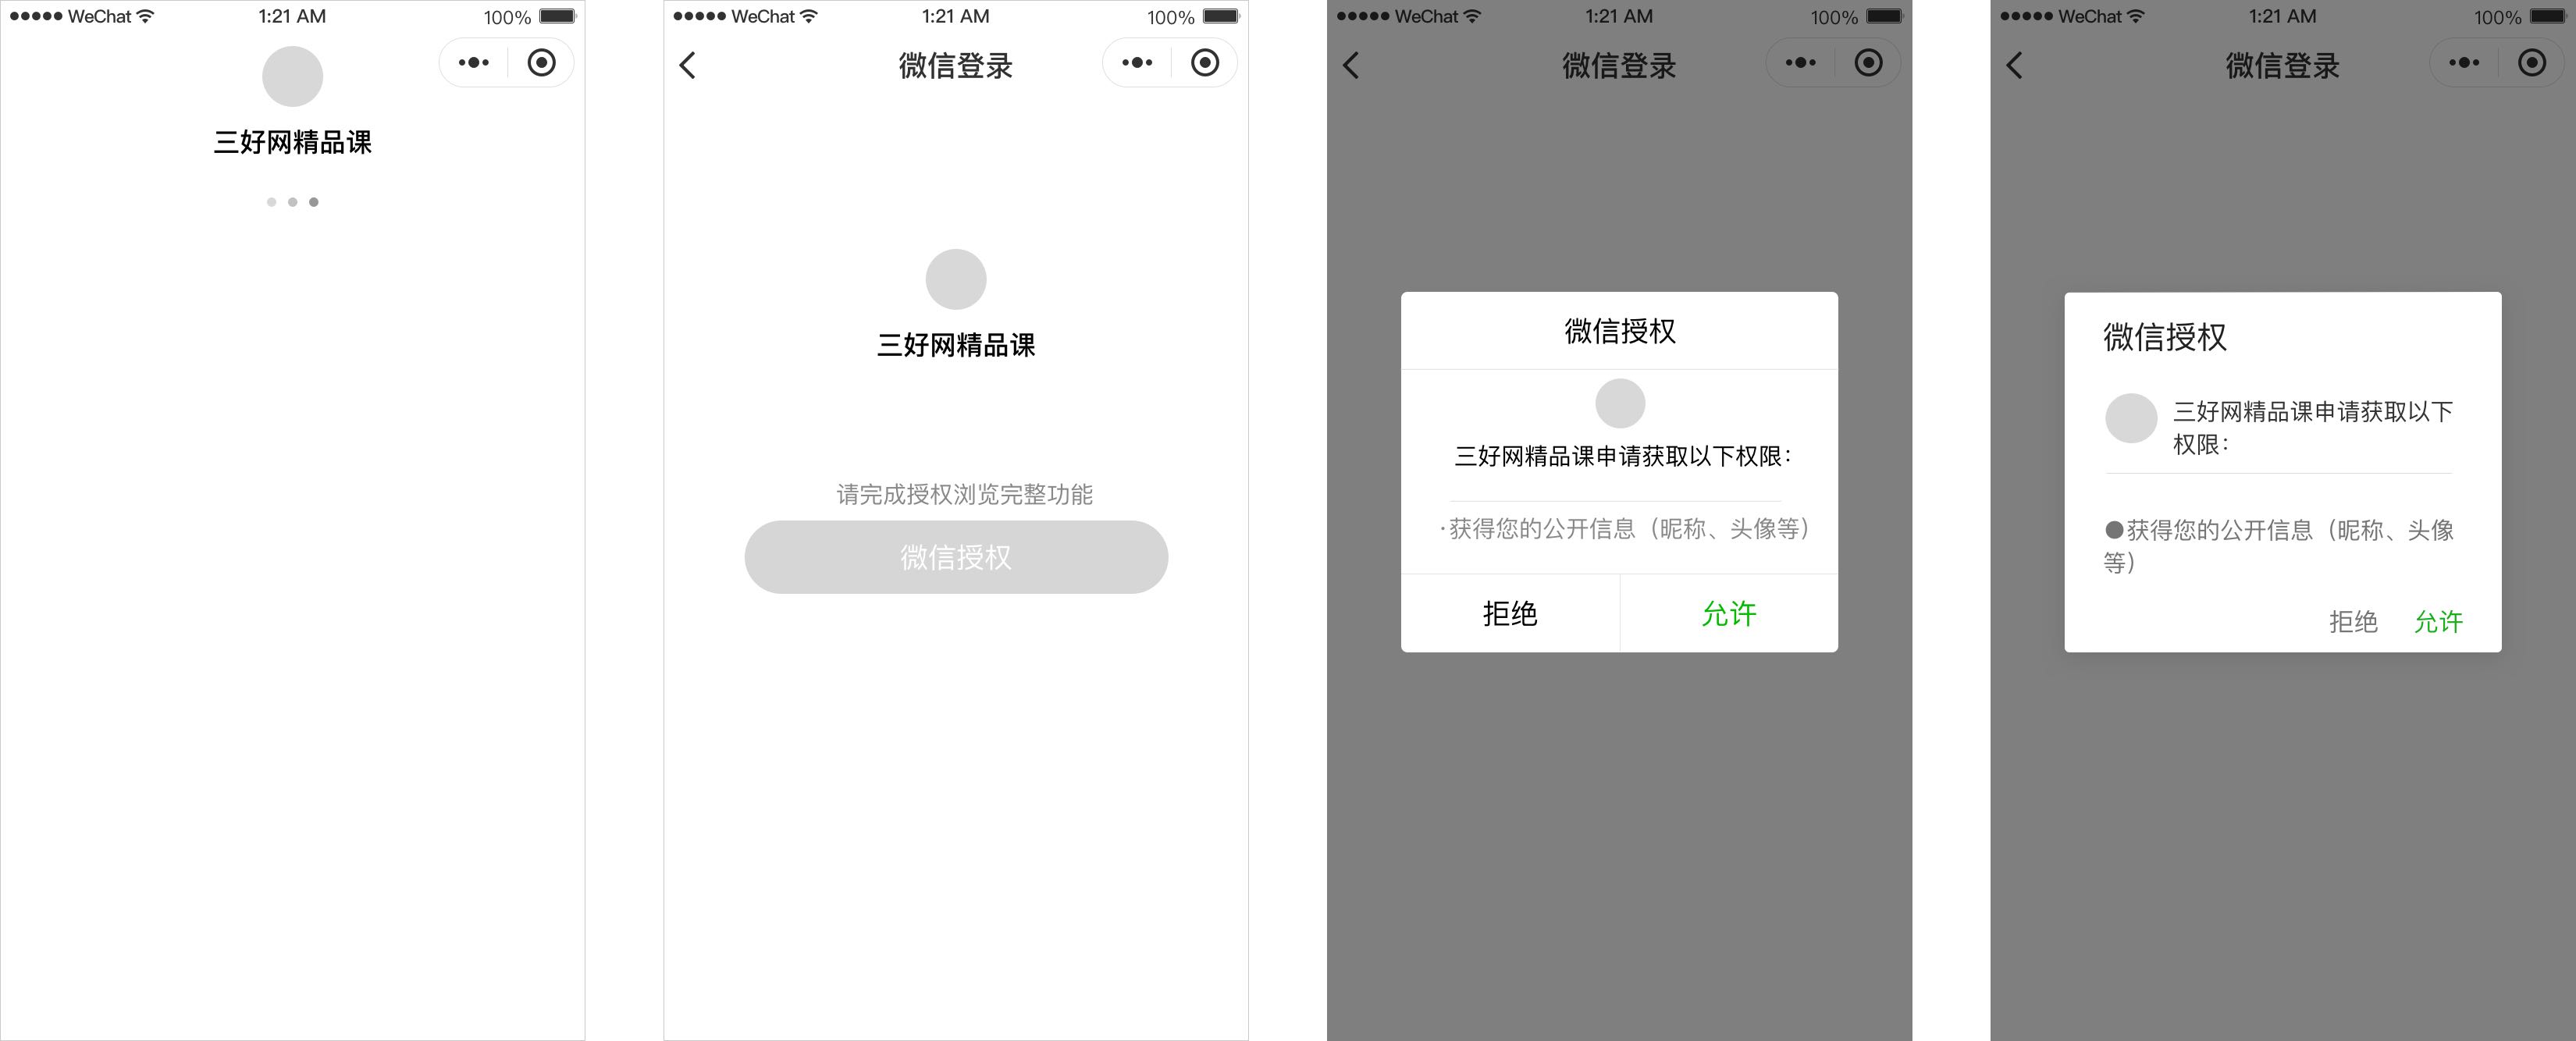 WeChat 1:21 AM 100%
三好网精品课
WeChat 1:21 AM 100%
微信登录
三好网精品课
请完成授权浏览完整功能
微信授权
WeChat 1:21 AM 100%
微信登录
微信授权
三好网精品课申请获取以下权限：
·获得您的公开信息（昵称、头像等）
拒绝 允许
WeChat 1:21 AM 100%
微信登录
微信授权
三好网精品课申请获取以下
权限：
●获得您的公开信息（昵称、头像
等）
拒绝 允许